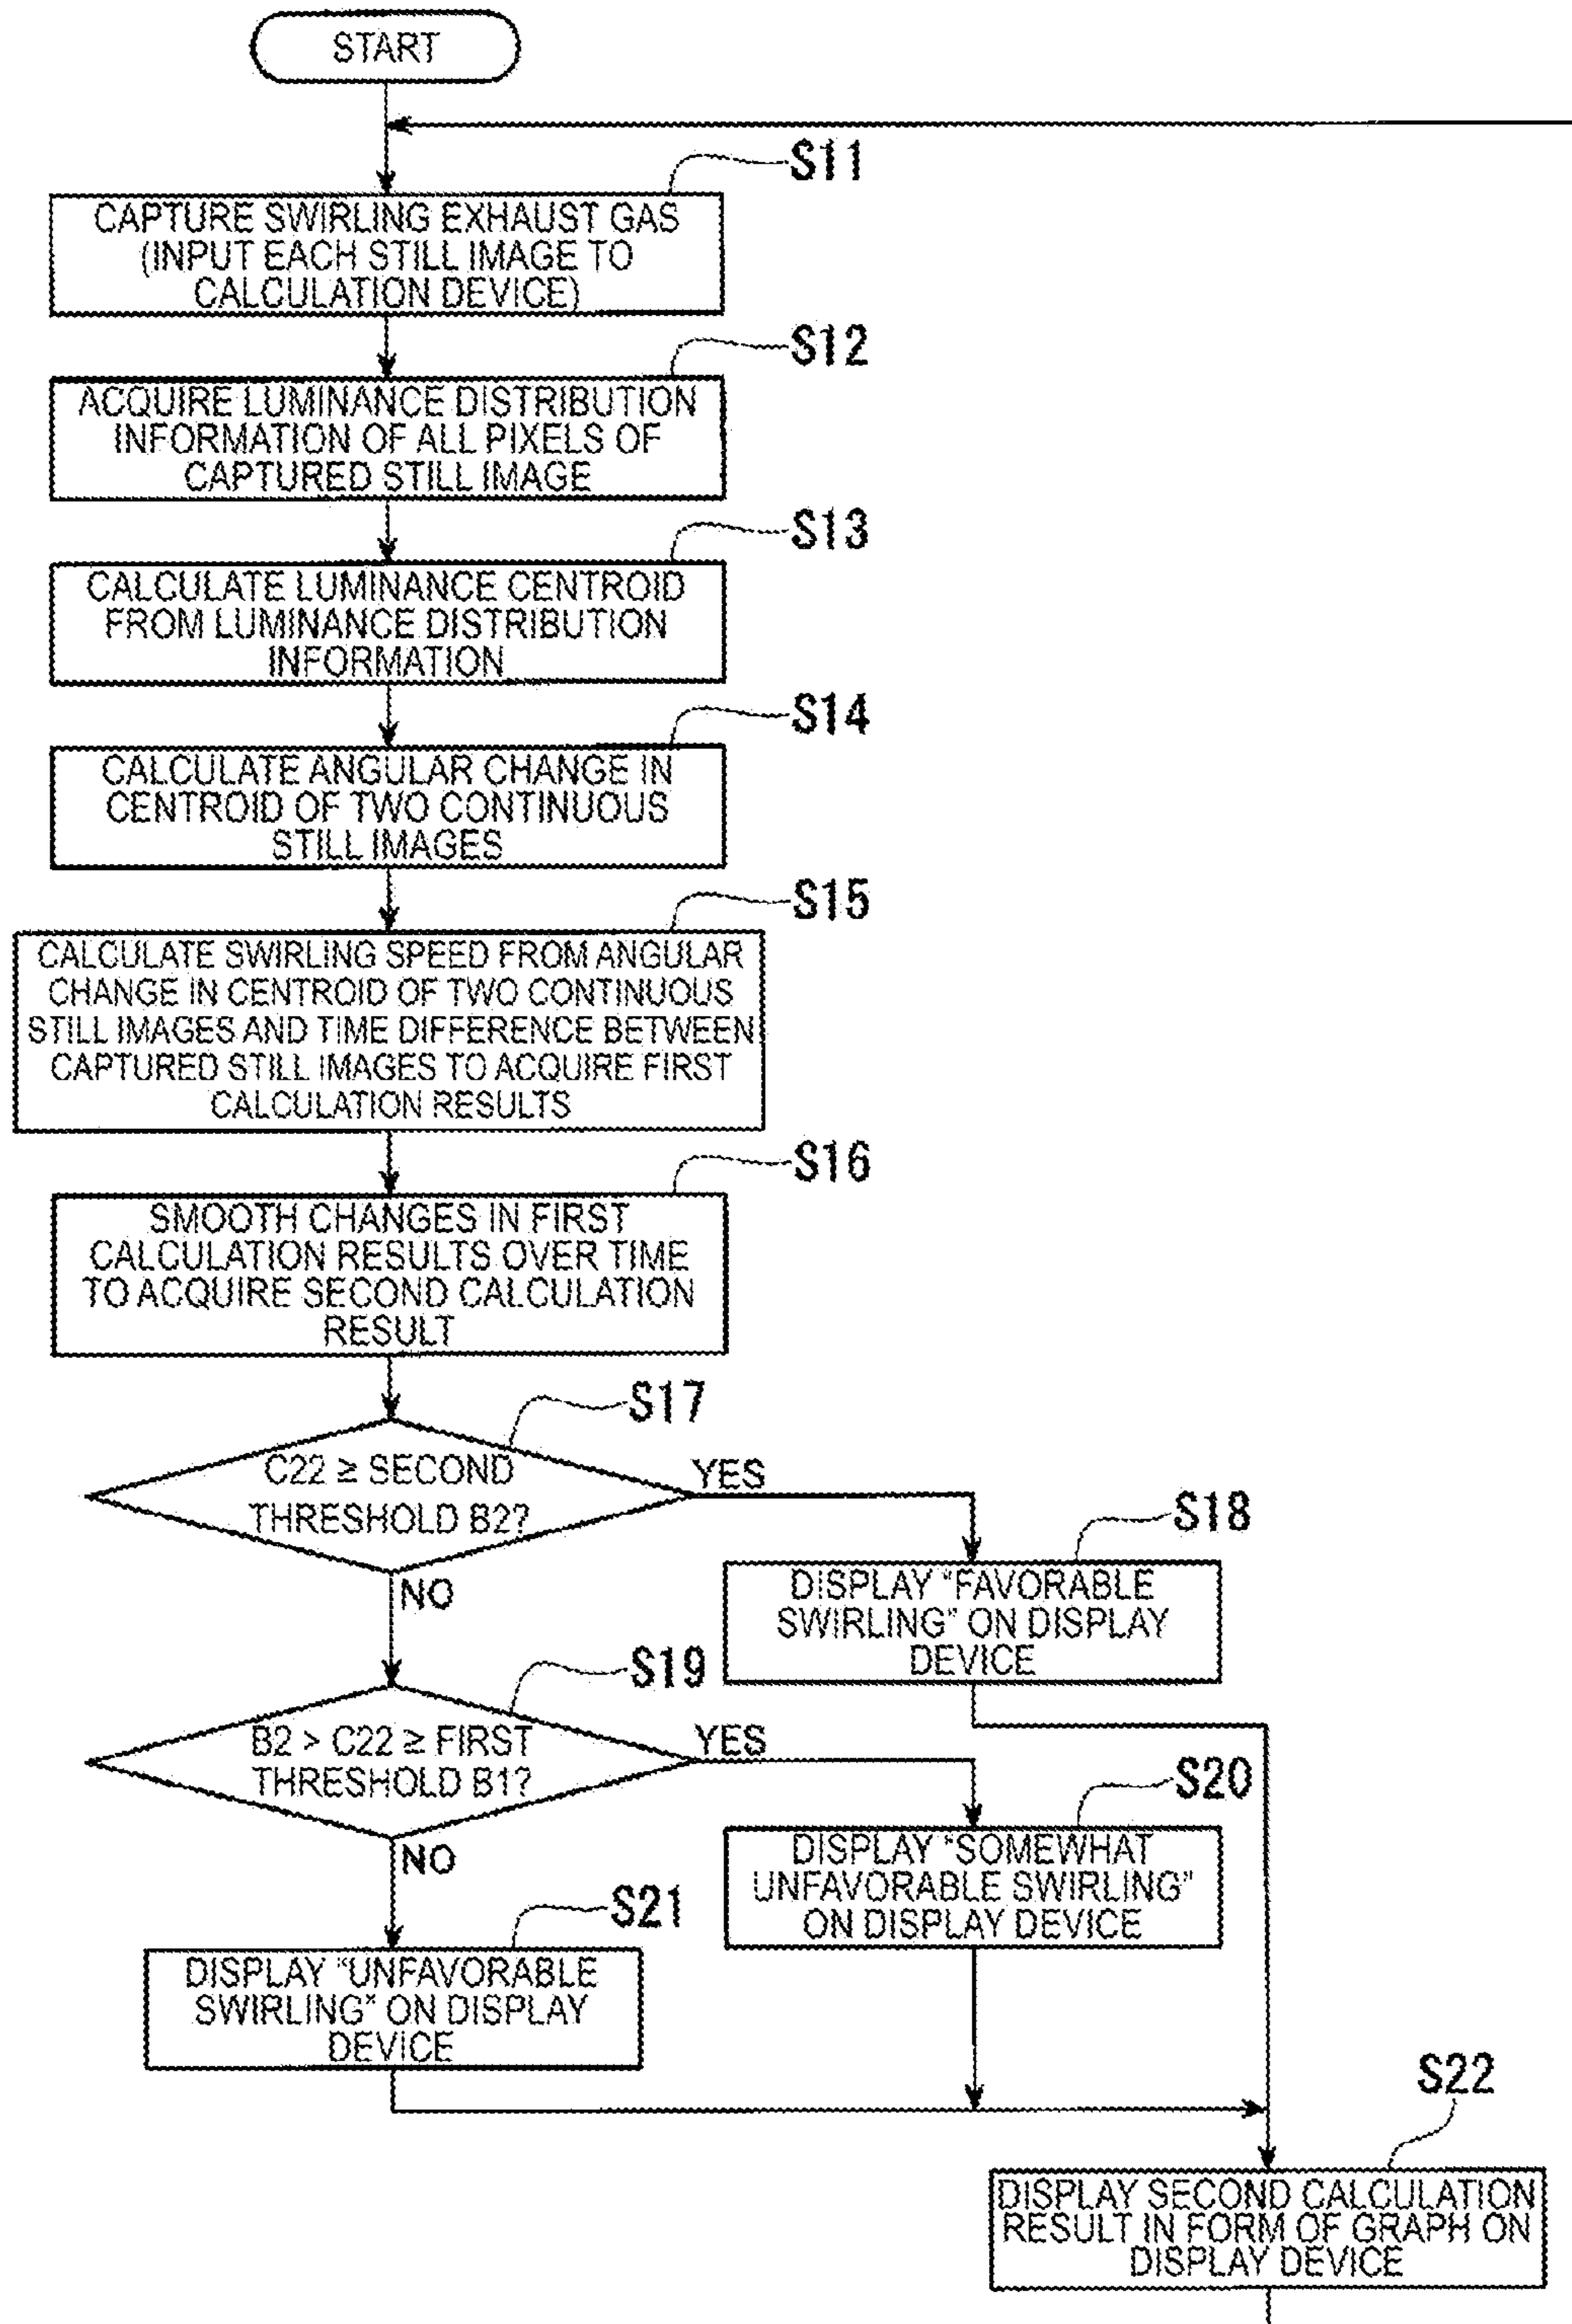 START
S11
CAPTURE SWIRLING EXHAUST GAS
(INPUT EACH STILL IMAGE TO
CALCULATION DEVICE)
S12
ACQUIRE LUMINANCE DISTRIBUTION
INFORMATION OF ALL PIXELS OF
CAPTURED STILL IMAGE
S13
CALCULATE LUMINANCE CENTROID
FROM LUMINANCE DISTRIBUTION
INFORMATION
S14
CALCULATE ANGULAR CHANGE IN
CENTROID OF TWO CONTINUOUS
STILL IMAGES
S15
CALCULATE SWIRLING SPEED FROM ANGULAR
CHANGE IN CENTROID OF TWO CONTINUOUS
STILL IMAGES AND TIME DIFFERENCE BETWEEN
CAPTURED STILL IMAGES TO ACQUIRE FIRST
CALCULATION RESULTS
S16
SMOOTH CHANGES IN FIRST
CALCULATION RESULTS OVER TIME
TO ACQUIRE SECOND CALCULATION
RESULT
S17
C22 ≥ SECOND
THRESHOLD B2?
YES
NO
S18
DISPLAY "FAVORABLE
SWIRLING" ON DISPLAY
DEVICE
S19
B2 > C22 ≥ FIRST
THRESHOLD B1?
YES
NO
S20
DISPLAY "SOMEWHAT
UNFAVORABLE SWIRLING"
ON DISPLAY DEVICE
S21
DISPLAY "UNFAVORABLE
SWIRLING" ON DISPLAY
DEVICE
S22
DISPLAY SECOND CALCULATION
RESULT IN FORM OF GRAPH ON
DISPLAY DEVICE